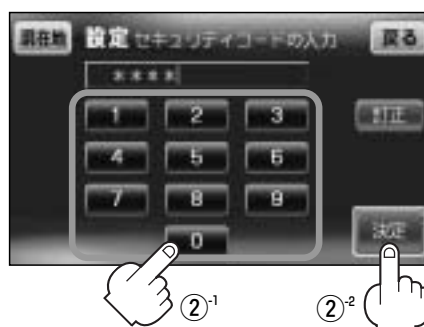 現在地 設定 セキュリティコードの入力 戻る
＊＊＊＊
1 2 3 訂正
4 5 6
7 8 9
0 決定
②-1 ②-2